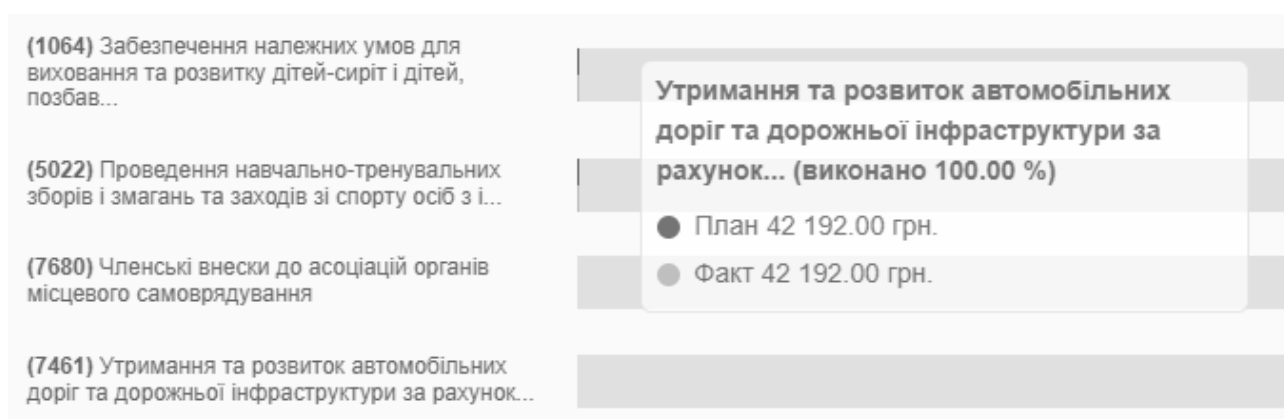 (1064) Забезпечення належних умов для
виховання та розвитку дітей-сиріт і дітей,
позбав...
(5022) Проведення навчально-тренувальних
зборів і змагань та заходів зі спорту осіб з і...
(7680) Членські внески до асоціацій органів
місцевого самоврядування
(7461) Утримання та розвиток автомобільних
доріг та дорожньої інфраструктури за рахунок...
Утримання та розвиток автомобільних
доріг та дорожньої інфраструктури за
рахунок... (виконано 100.00 %)
План 42 192.00 грн.
Факт 42 192.00 грн.